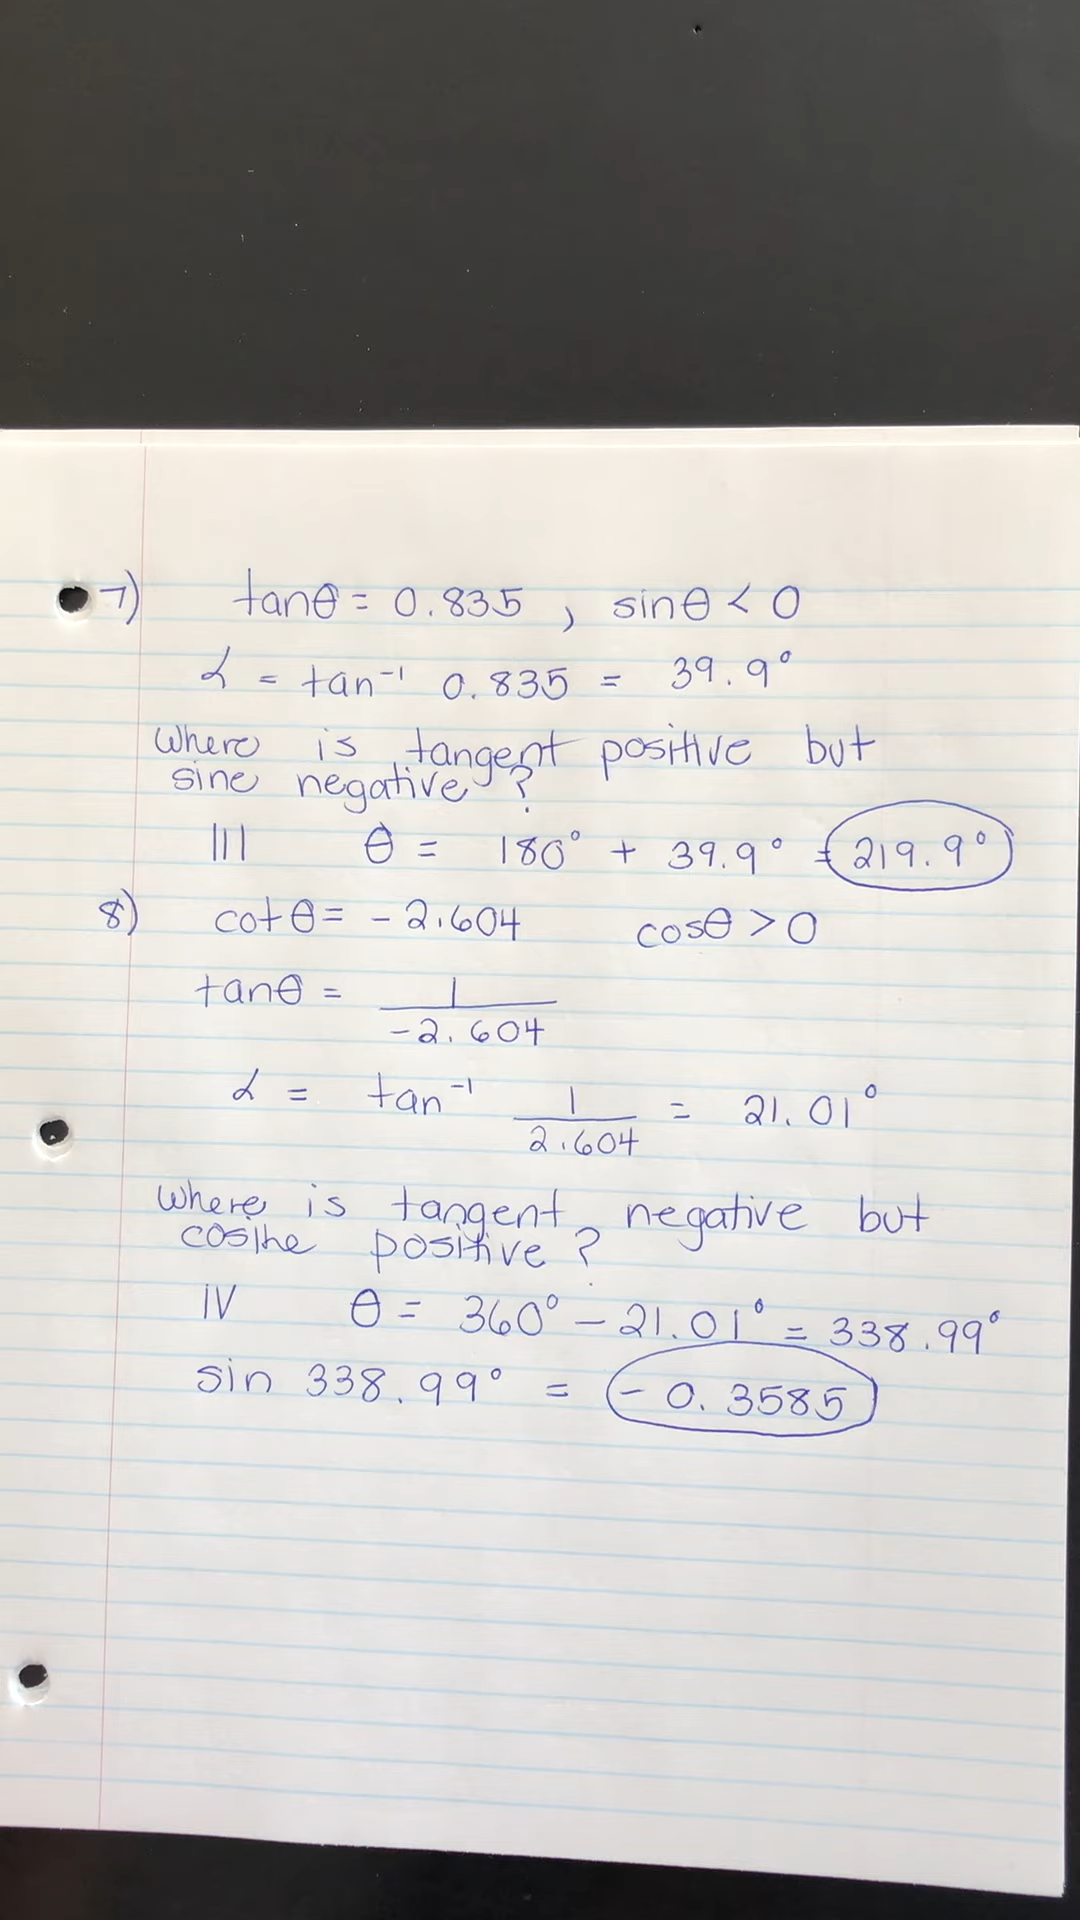 7) tanθ = 0.835 , sinθ < 0
α = tan⁻¹ 0.835 = 39.9°
Where is tangent positive but
sine negative ?
III θ = 180° + 39.9° = 219.9°
8) cot θ = - 2.604 cosθ > 0
tanθ = 1/-2.604
α = tan⁻¹ 1/2.604 = 21.01°
Where is tangent negative but
cosine positive ?
IV θ = 360° - 21.01° = 338.99°
sin 338.99° = - 0.3585